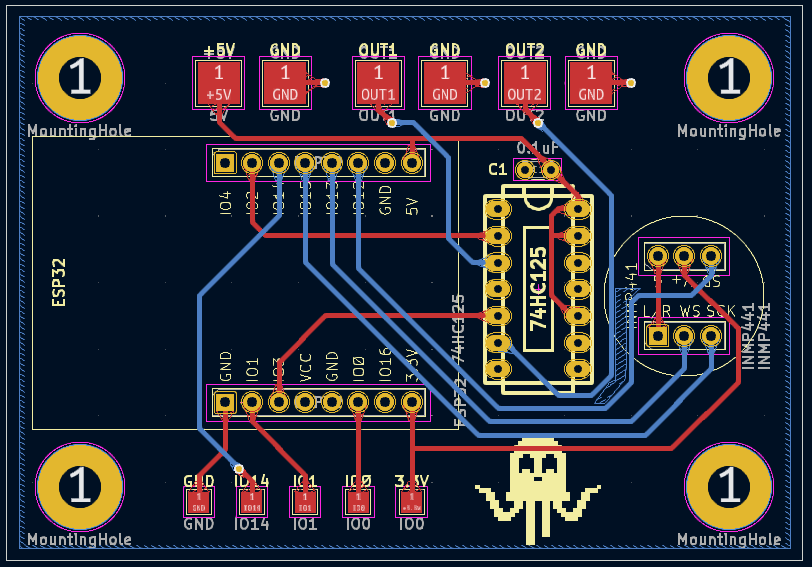 +5V GND OUT1 GND OUT2 GND
1 1 1 1 1 1 1 1
+5V GND OUT1 GND OUT2 GND
5V GND OUT1 GND OUT2 GND
MountingHole MountingHole
0.1uF
C1
IO4 IO2 GND 5V
ESP32
74HC125
74HC125
L/R WS SCK
INMP441
INMP441
GND IO1 IO3 VCC GND IO0 IO16 3.3V
ESP32
GND IO14 IO1 IO0 3.3V
1 1 1 1 1 1 1
GND IO14 IO1 IO0 +3.3V
GND IO14 IO1 IO0 IO0
MountingHole MountingHole